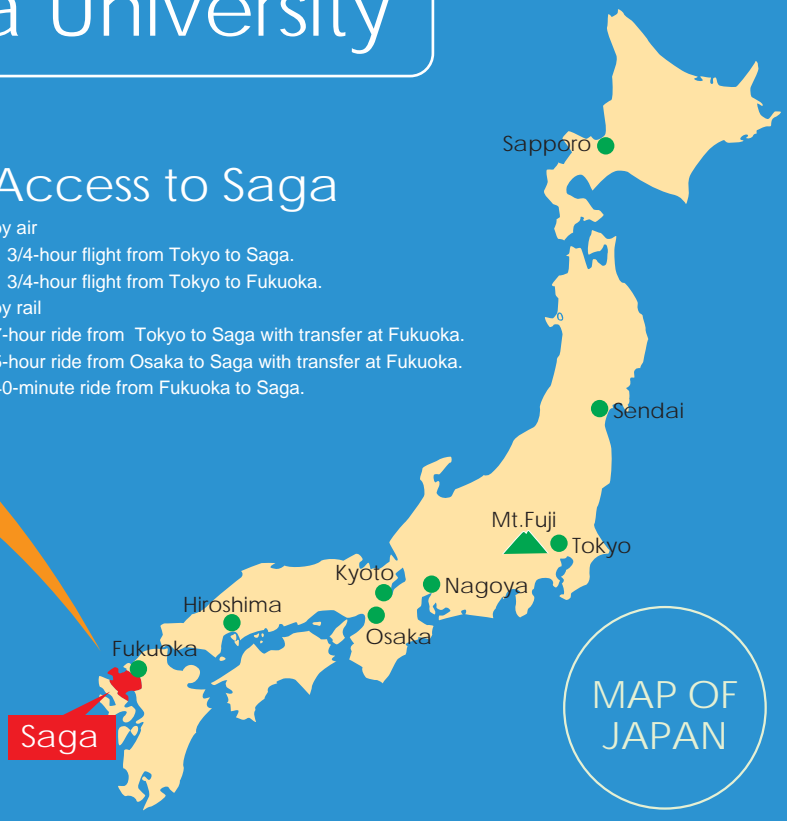 a University
Access to Saga
by air
3/4-hour flight from Tokyo to Saga.
3/4-hour flight from Tokyo to Fukuoka.
by rail
-hour ride from Tokyo to Saga with transfer at Fukuoka.
-hour ride from Osaka to Saga with transfer at Fukuoka.
40-minute ride from Fukuoka to Saga.
Sapporo
Sendai
Mt.Fuji
Tokyo
Kyoto
Nagoya
Hiroshima
Osaka
Fukuoka
Saga
MAP OF
JAPAN